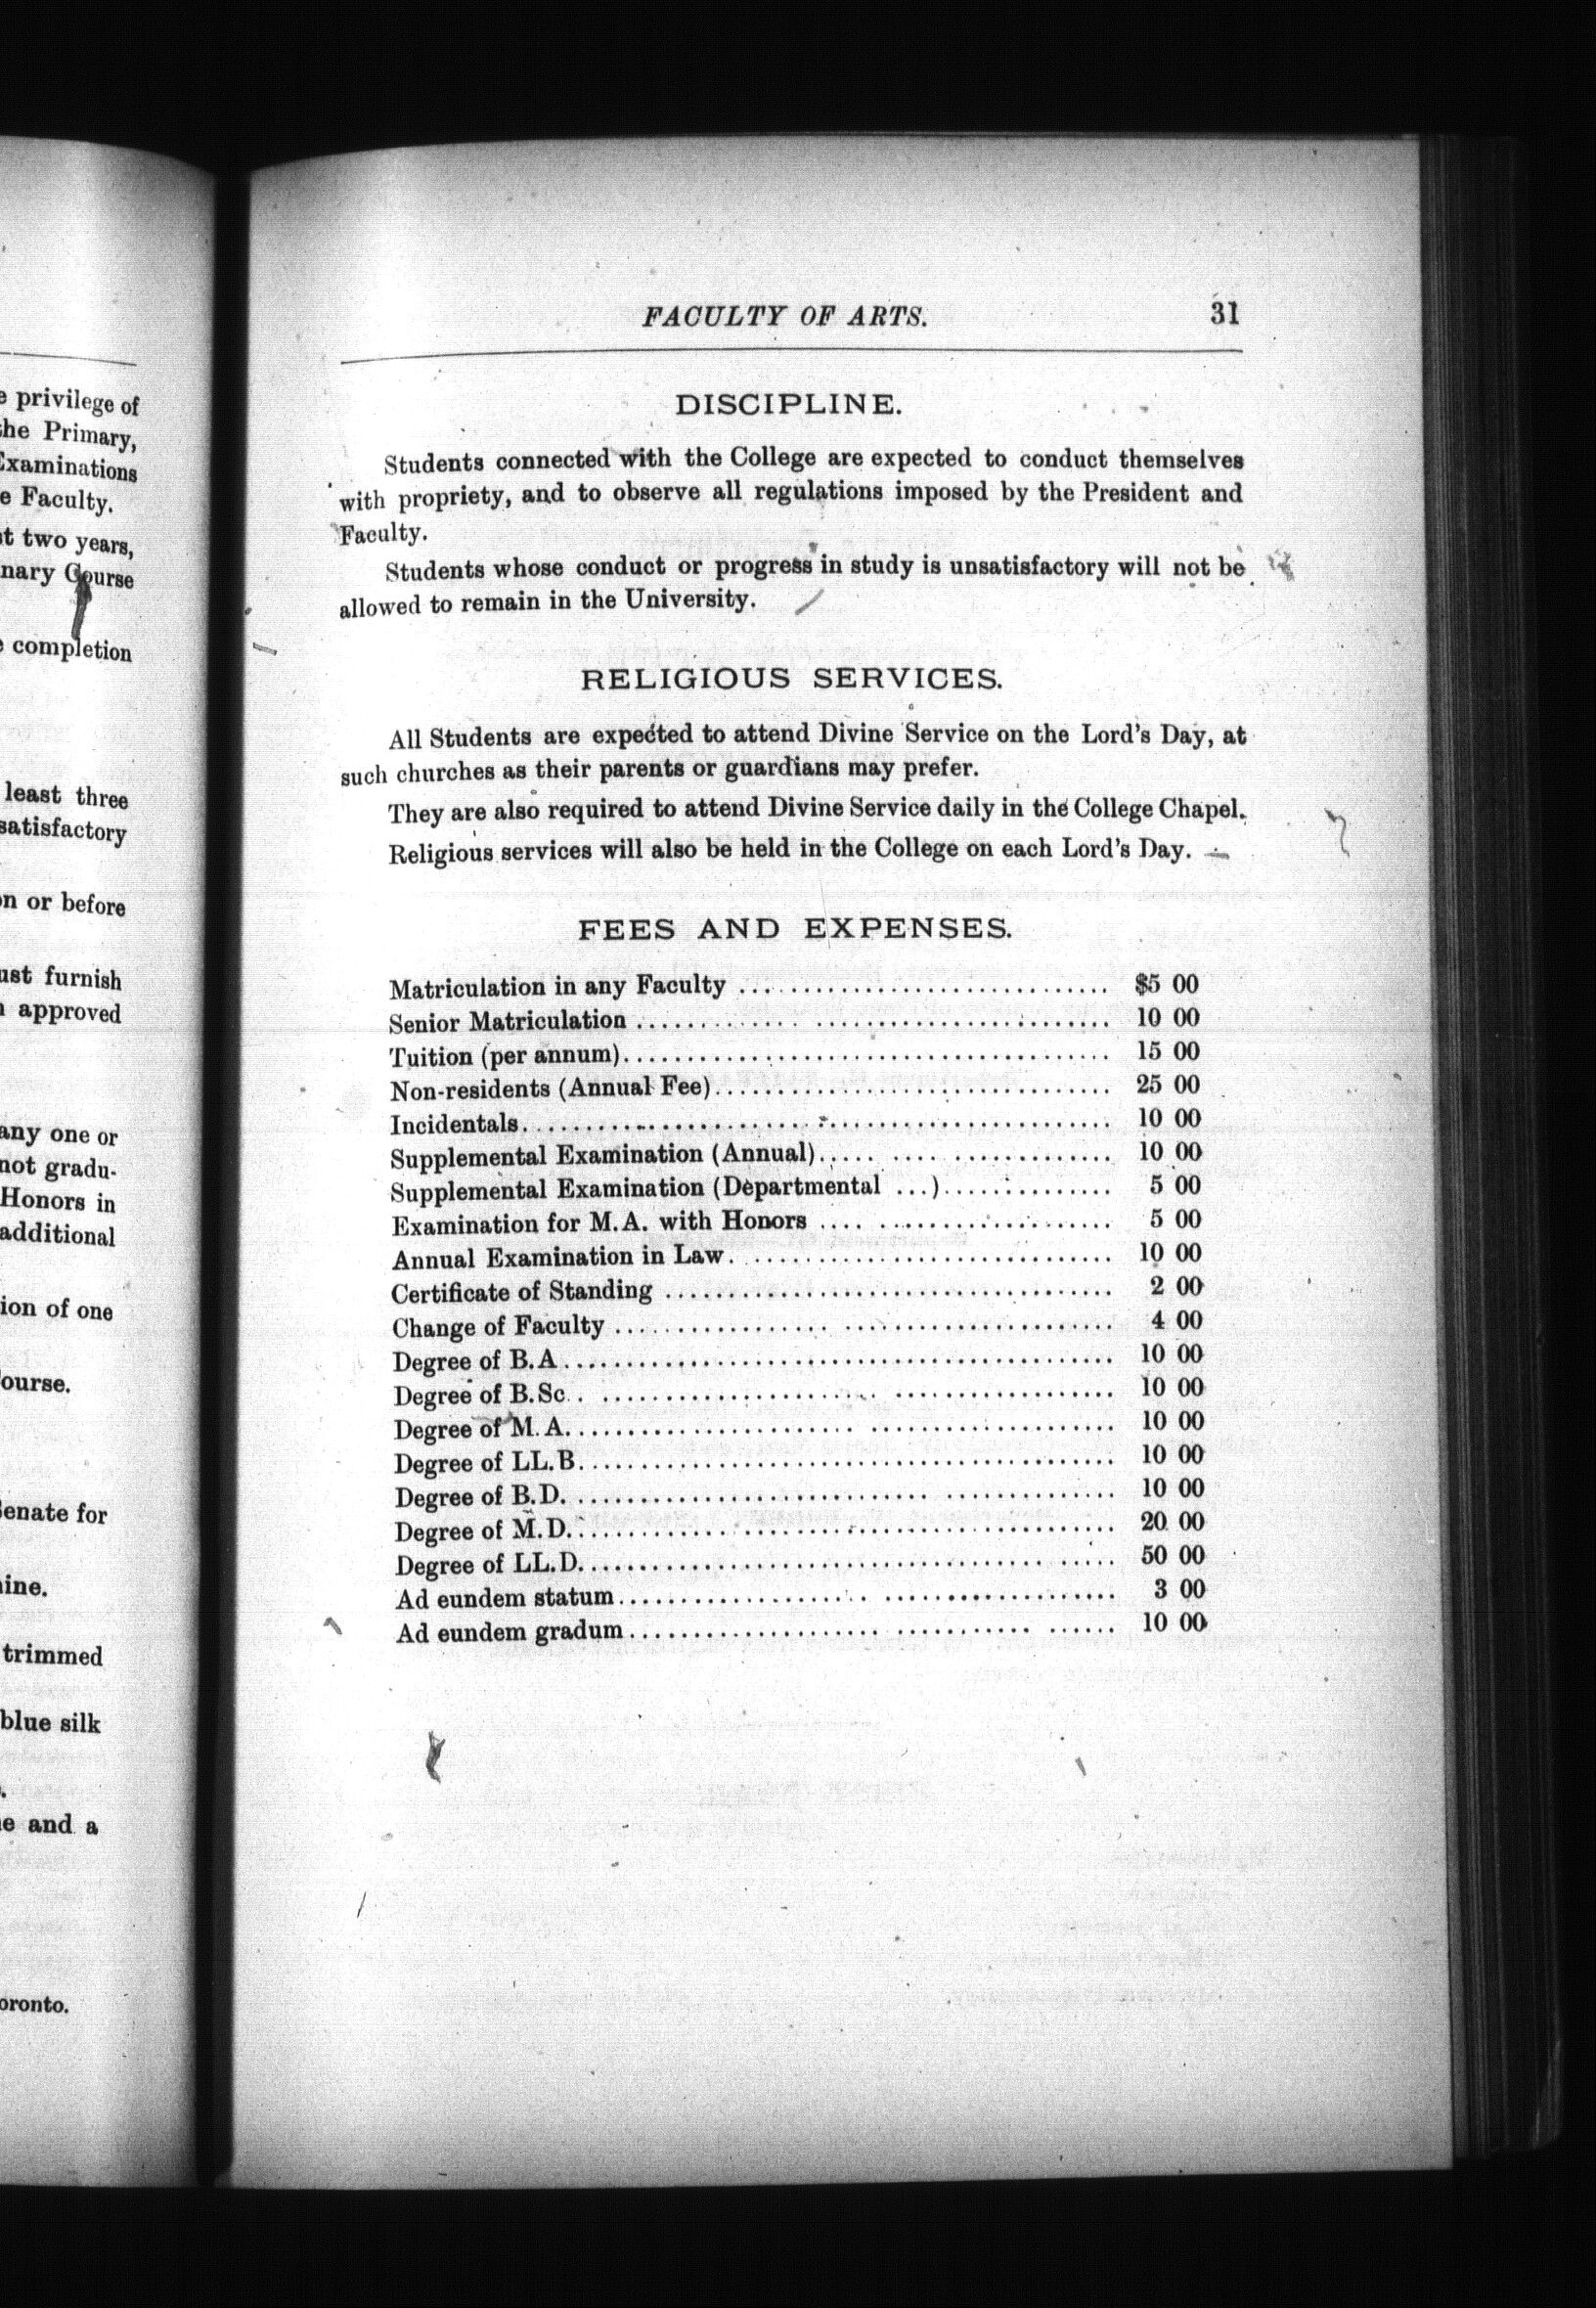 privilege of
the Primary,
Examinations
Faculty.
two years,
Course
completion
least three
satisfactory
or before
furnish
approved
any one or
not gradu-
Honors in
additional
of one
Senate for
trimmed
blue silk
and a
FACULTY OF ARTS. 31
DISCIPLINE.
Students connected with the College are expected to conduct themselves
with propriety, and to observe all regulations imposed by the President and
Faculty.
Students whose conduct or progress in study is unsatisfactory will not be
allowed to remain in the University.
RELIGIOUS SERVICES.
All Students are expected to attend Divine Service on the Lord's Day, at
such churches as their parents or guardians may prefer.
They are also required to attend Divine Service daily in the College Chapel.
Religious services will also be held in the College on each Lord's Day.
FEES AND EXPENSES.
Matriculation in any Faculty ........ $5 00
Senior Matriculation ........ 10 00
Tuition (per annum)........ 15 00
Non-residents (Annual Fee)........ 25 00
Incidentals........ 10 00
Supplemental Examination (Annual)........ 10 00
Supplemental Examination (Departmental ...)........ 5 00
Examination for M.A. with Honors ........ 5 00
Annual Examination in Law........ 10 00
Certificate of Standing ........ 2 00
Change of Faculty ........ 4 00
Degree of B.A........ 10 00
Degree of B.Sc........ 10 00
Degree of M.A........ 10 00
Degree of LL.B........ 10 00
Degree of B.D........ 10 00
Degree of M.D........ 20 00
Degree of LL.D........ 50 00
Ad eundem statum........ 3 00
Ad eundem gradum........ 10 00